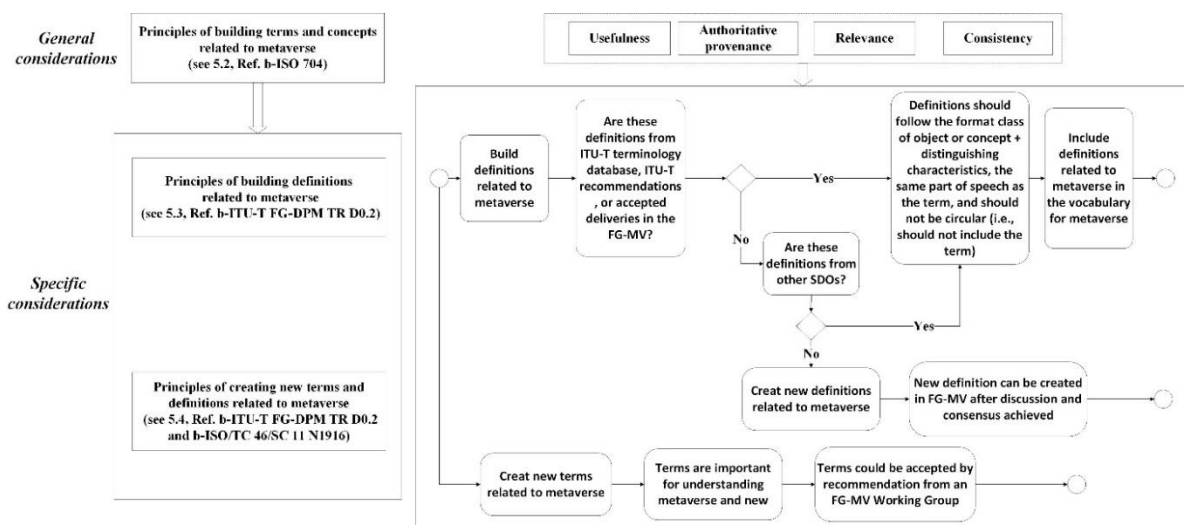 General
considerations
Principles of building terms and concepts
related to metaverse
(see 5.2, Ref. b-ISO 704)
Specific
considerations
Principles of building definitions
related to metaverse
(see 5.3, Ref. b-ITU-T FG-DPM TR D0.2)
Principles of creating new terms and
definitions related to metaverse
(see 5.4, Ref. b-ITU-T FG-DPM TR D0.2
and b-ISO/TC 46/SC 11 N1916)
Usefulness
Authoritative
provenance
Relevance
Consistency
Build
definitions
related to
metaverse
Are these
definitions from
ITU-T terminology
database, ITU-T
recommendations
, or accepted
deliveries in the
FG-MV?
Yes
No
Definitions should
follow the format class
of object or concept +
distinguishing
characteristics, the
same part of speech as
the term, and should
not be circular (i.e.,
should not include the
term)
Include
definitions
related to
metaverse in
the vocabulary
for metaverse
Are these
definitions from
other SDOs?
Yes
No
Creat new definitions
related to metaverse
New definition can be created
in FG-MV after discussion and
consensus achieved
Creat new terms
related to metaverse
Terms are important
for understanding
metaverse and new
Terms could be accepted by
recommendation from an
FG-MV Working Group